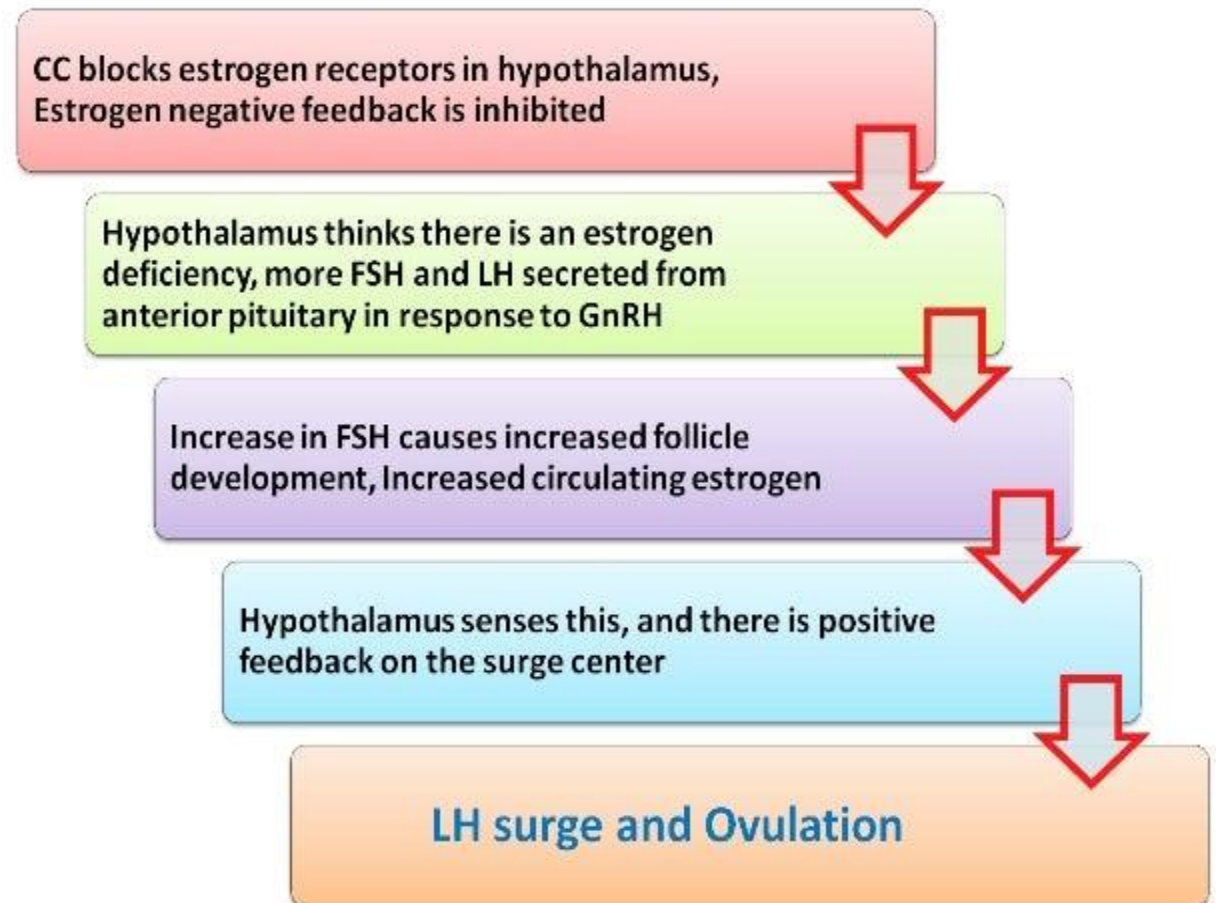 CC blocks estrogen receptors in hypothalamus,
Estrogen negative feedback is inhibited
Hypothalamus thinks there is an estrogen
deficiency, more FSH and LH secreted from
anterior pituitary in response to GnRH
Increase in FSH causes increased follicle
development, Increased circulating estrogen
Hypothalamus senses this, and there is positive
feedback on the surge center
LH surge and Ovulation